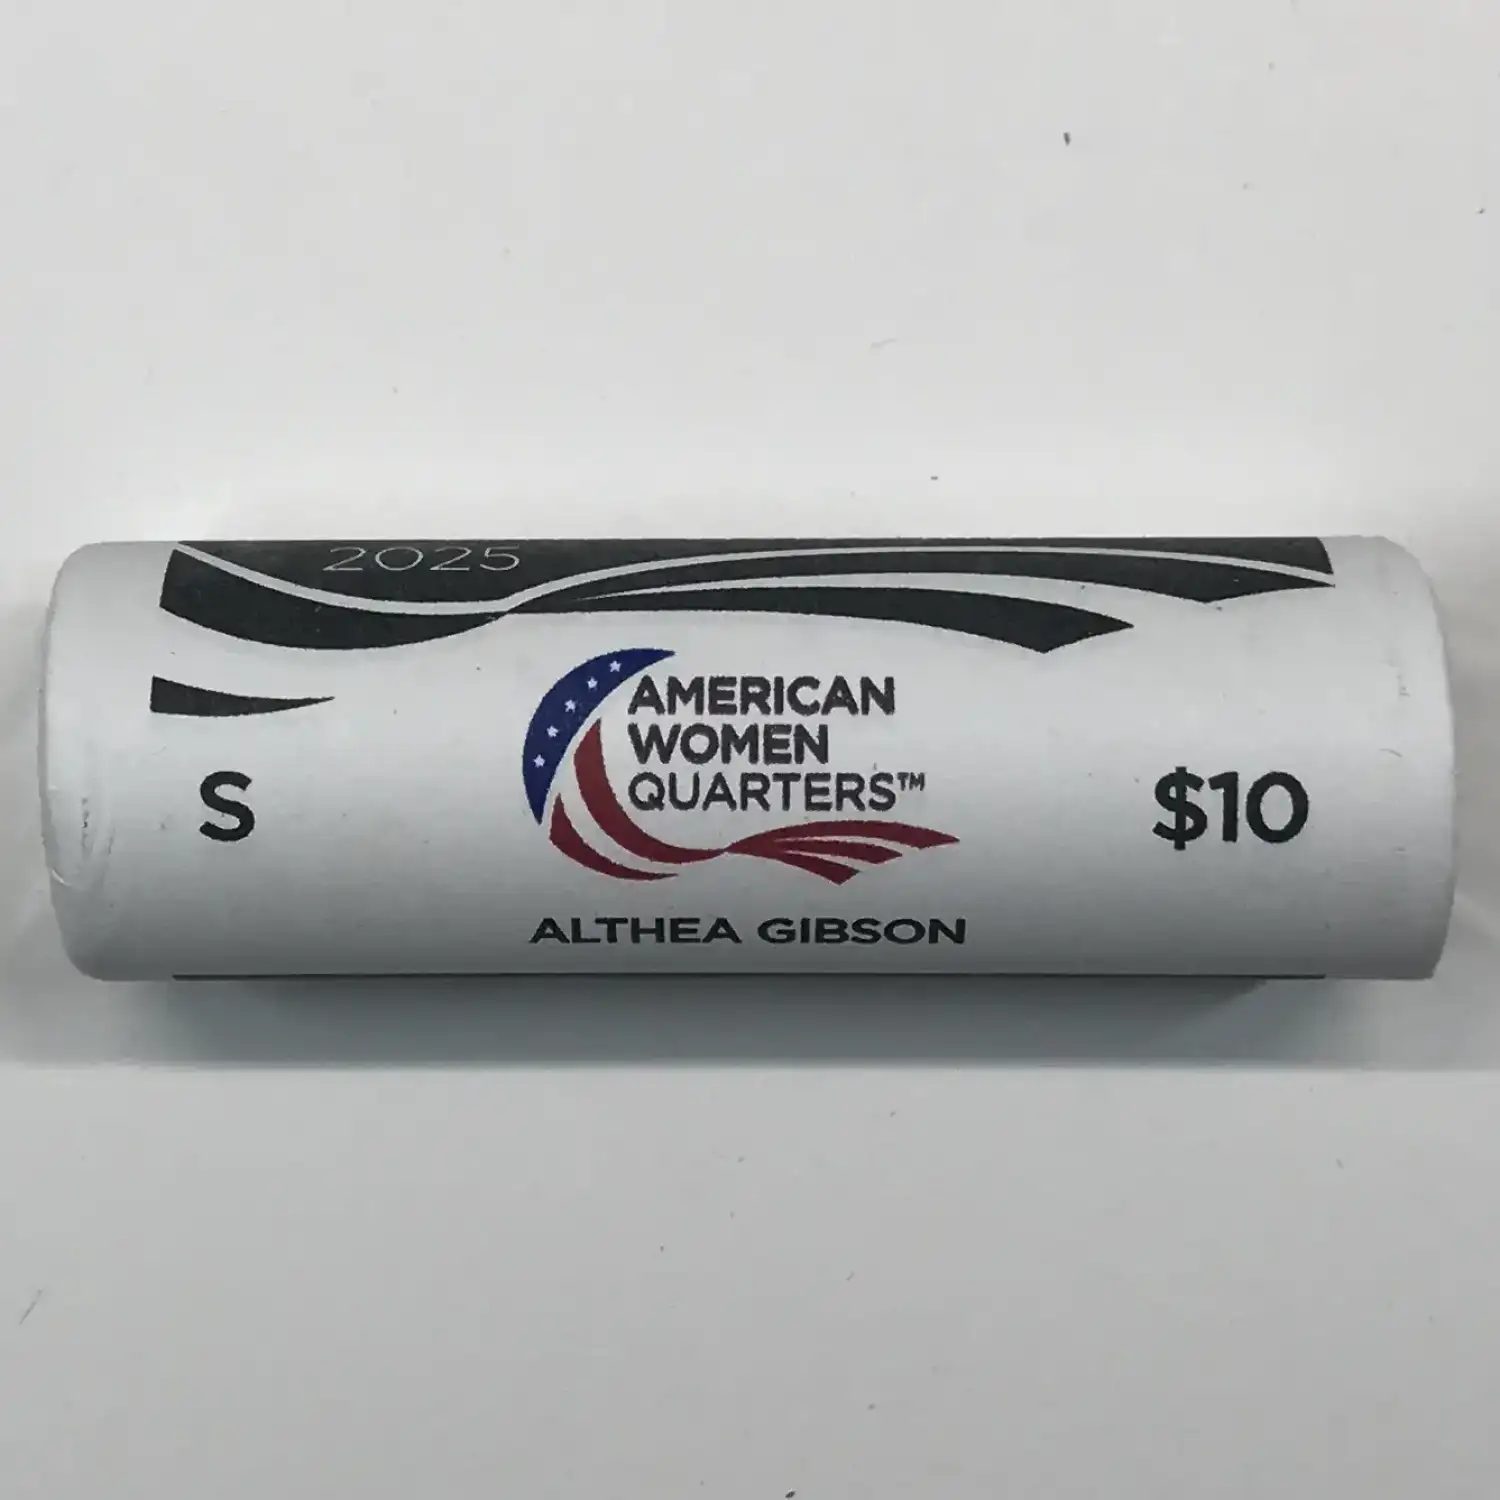 2025
AMERICAN
WOMEN
QUARTERS™
S
$10
ALTHEA GIBSON